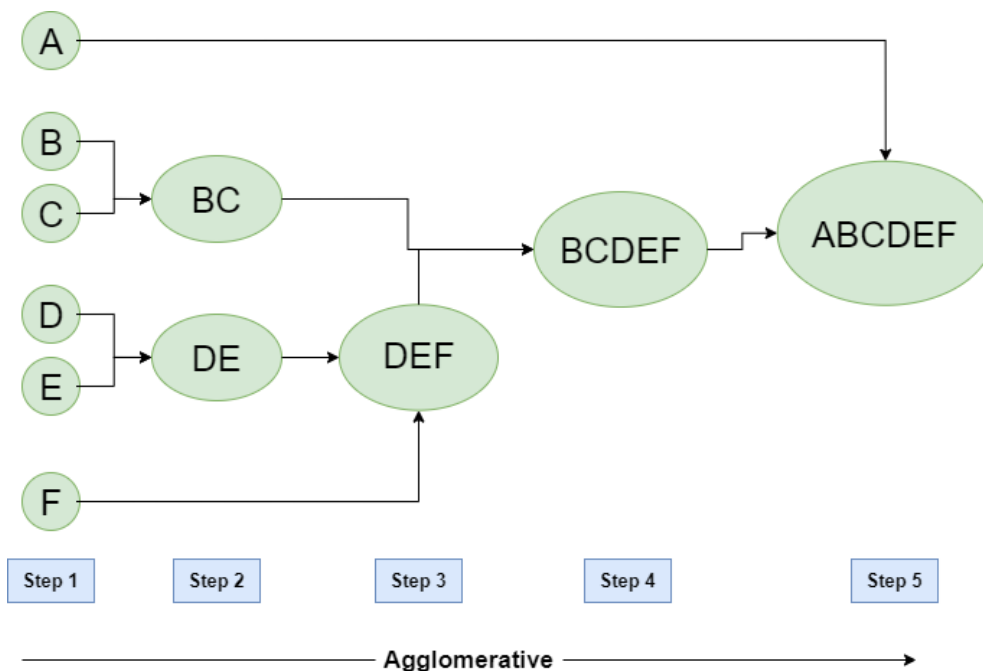 A
B
C
BC
D
E
DE
DEF
F
BCDEF
ABCDEF
Step 1
Step 2
Step 3
Step 4
Step 5
Agglomerative